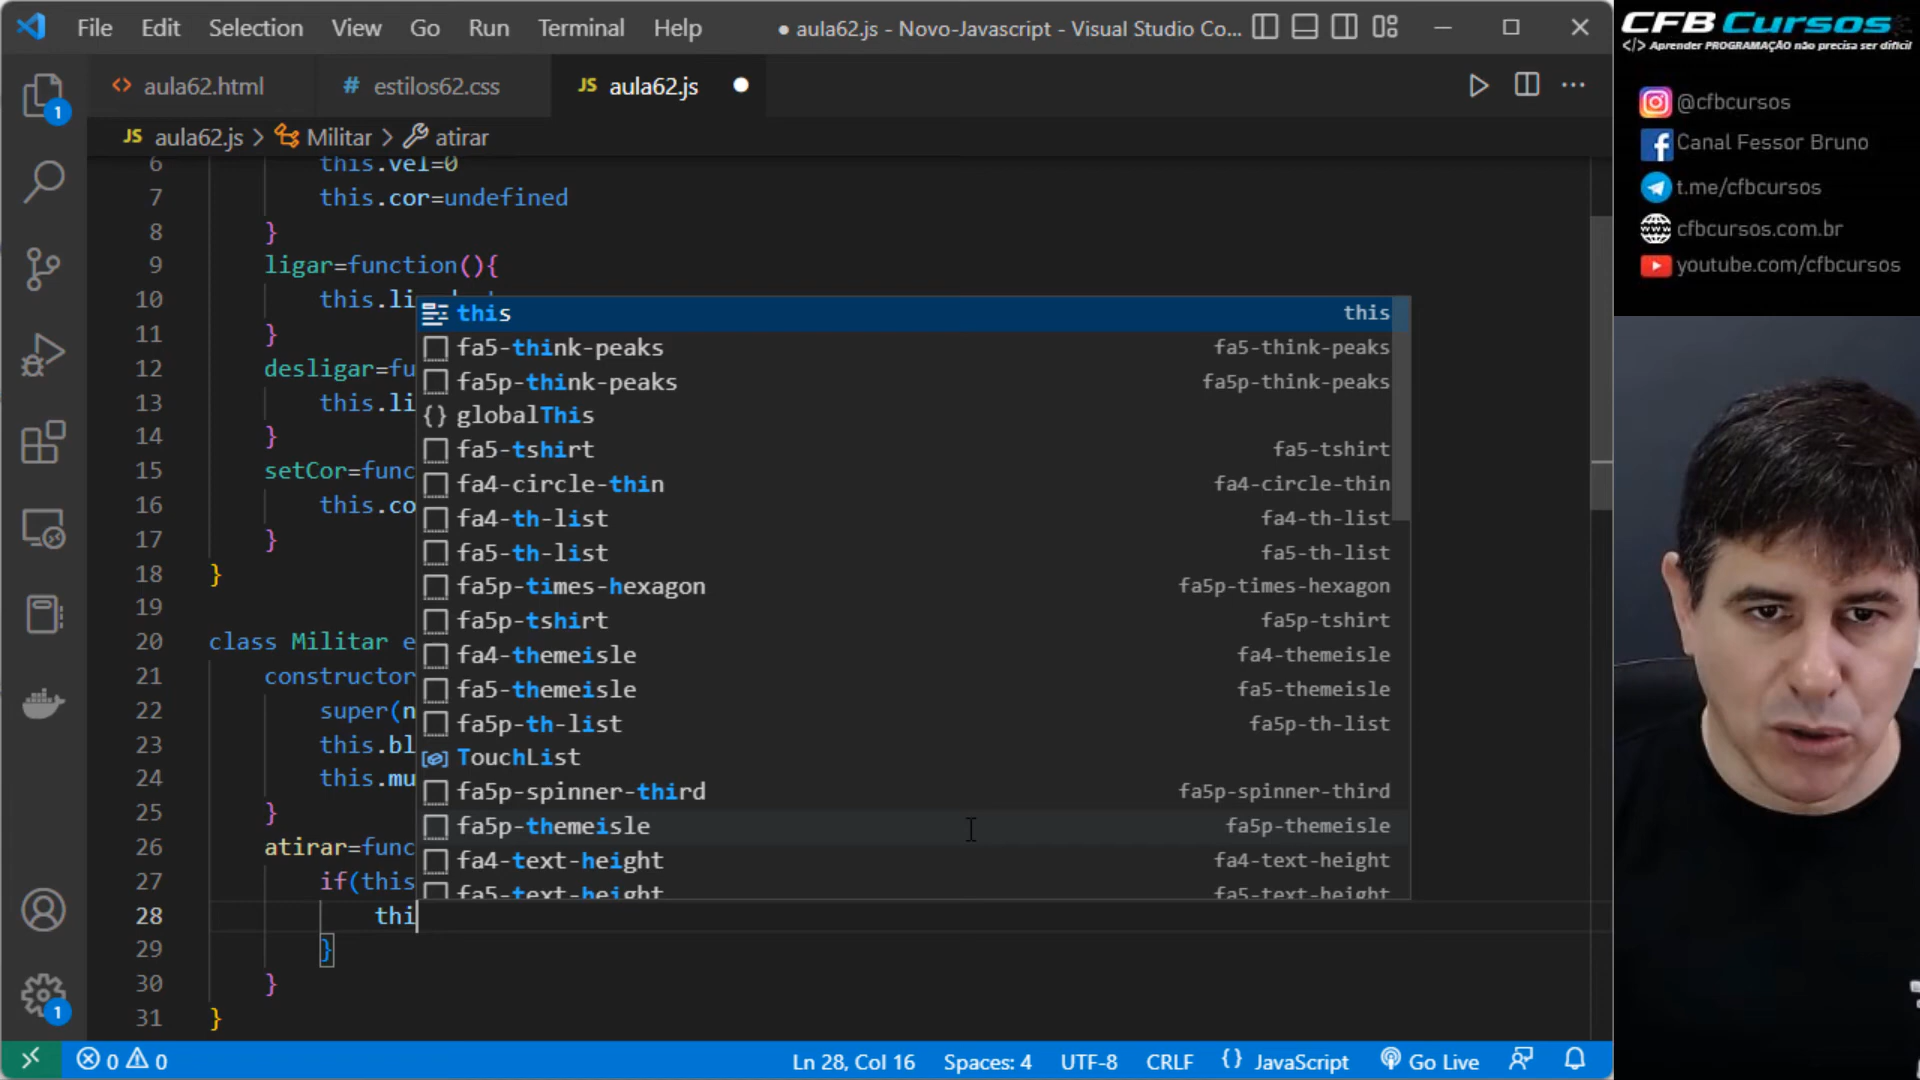 File Edit Selection View Go Run Terminal Help ● aula62.js - Novo-Javascript - Visual Studio Co...
<> aula62.html # estilos62.css JS aula62.js
JS aula62.js > Militar > atirar
6 this.vel=0
7 this.cor=undefined
8 }
9 ligar=function(){
10 this.li
11 }
12 desligar=fu
13 this.li
14 }
15 setCor=func
16 this.co
17 }
18 }
19
20 class Militar e
21 constructor
22 super(n
23 this.bl
24 this.mu
25 }
26 atirar=func
27 if(this
28 thi
29 }
30 }
31 }
this this
fa5-think-peaks fa5-think-peaks
fa5p-think-peaks fa5p-think-peaks
{} globalThis
fa5-tshirt fa5-tshirt
fa4-circle-thin fa4-circle-thin
fa4-th-list fa4-th-list
fa5-th-list fa5-th-list
fa5p-times-hexagon fa5p-times-hexagon
fa5p-tshirt fa5p-tshirt
fa4-themeisle fa4-themeisle
fa5-themeisle fa5-themeisle
fa5p-th-list fa5p-th-list
TouchList
fa5p-spinner-third fa5p-spinner-third
fa5p-themeisle fa5p-themeisle
fa4-text-height fa4-text-height
fa5-text-height fa5-text-height
1
1
0 0 Ln 28, Col 16 Spaces: 4 UTF-8 CRLF {} JavaScript Go Live
CFB Cursos
</> Aprender PROGRAMAÇÃO não precisa ser difícil
@cfbcursos
Canal Fessor Bruno
t.me/cfbcursos
cfbcursos.com.br
youtube.com/cfbcursos